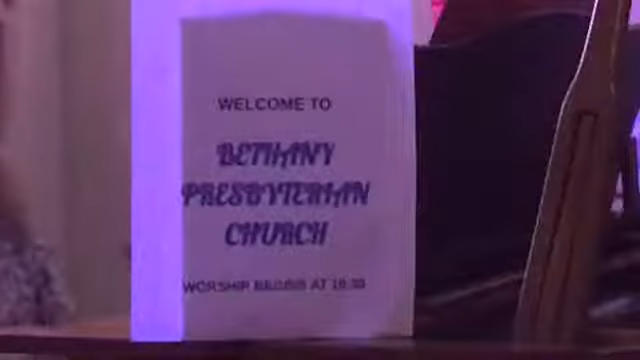 WELCOME TO
BETHANY
PRESBYTERIAN
CHURCH
WORSHIP BEGINS AT